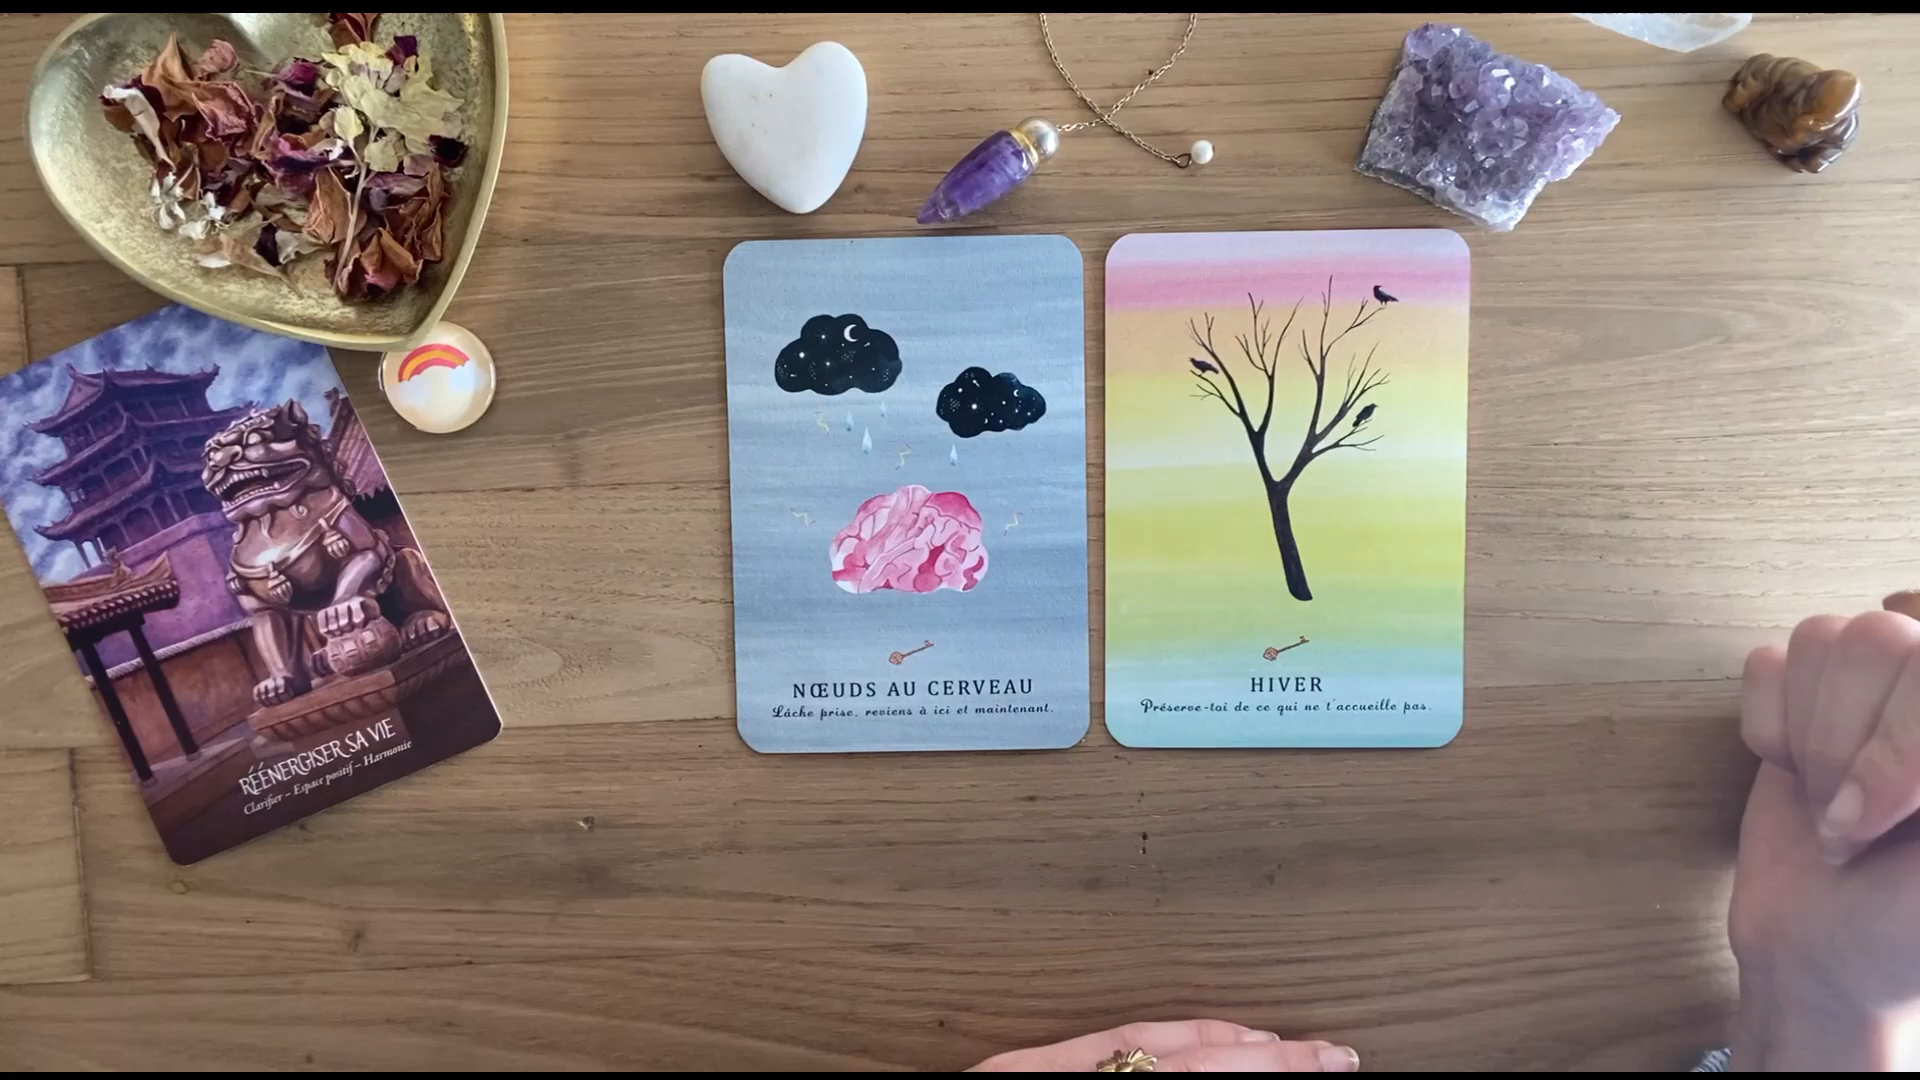 NŒUDS AU CERVEAU
Lâche prise, reviens à ici et maintenant.
HIVER
Préserve-toi de ce qui ne t'accueille pas.
RÉÉNERGISER SA VIE
Clarifier – Espace positif – Harmonie